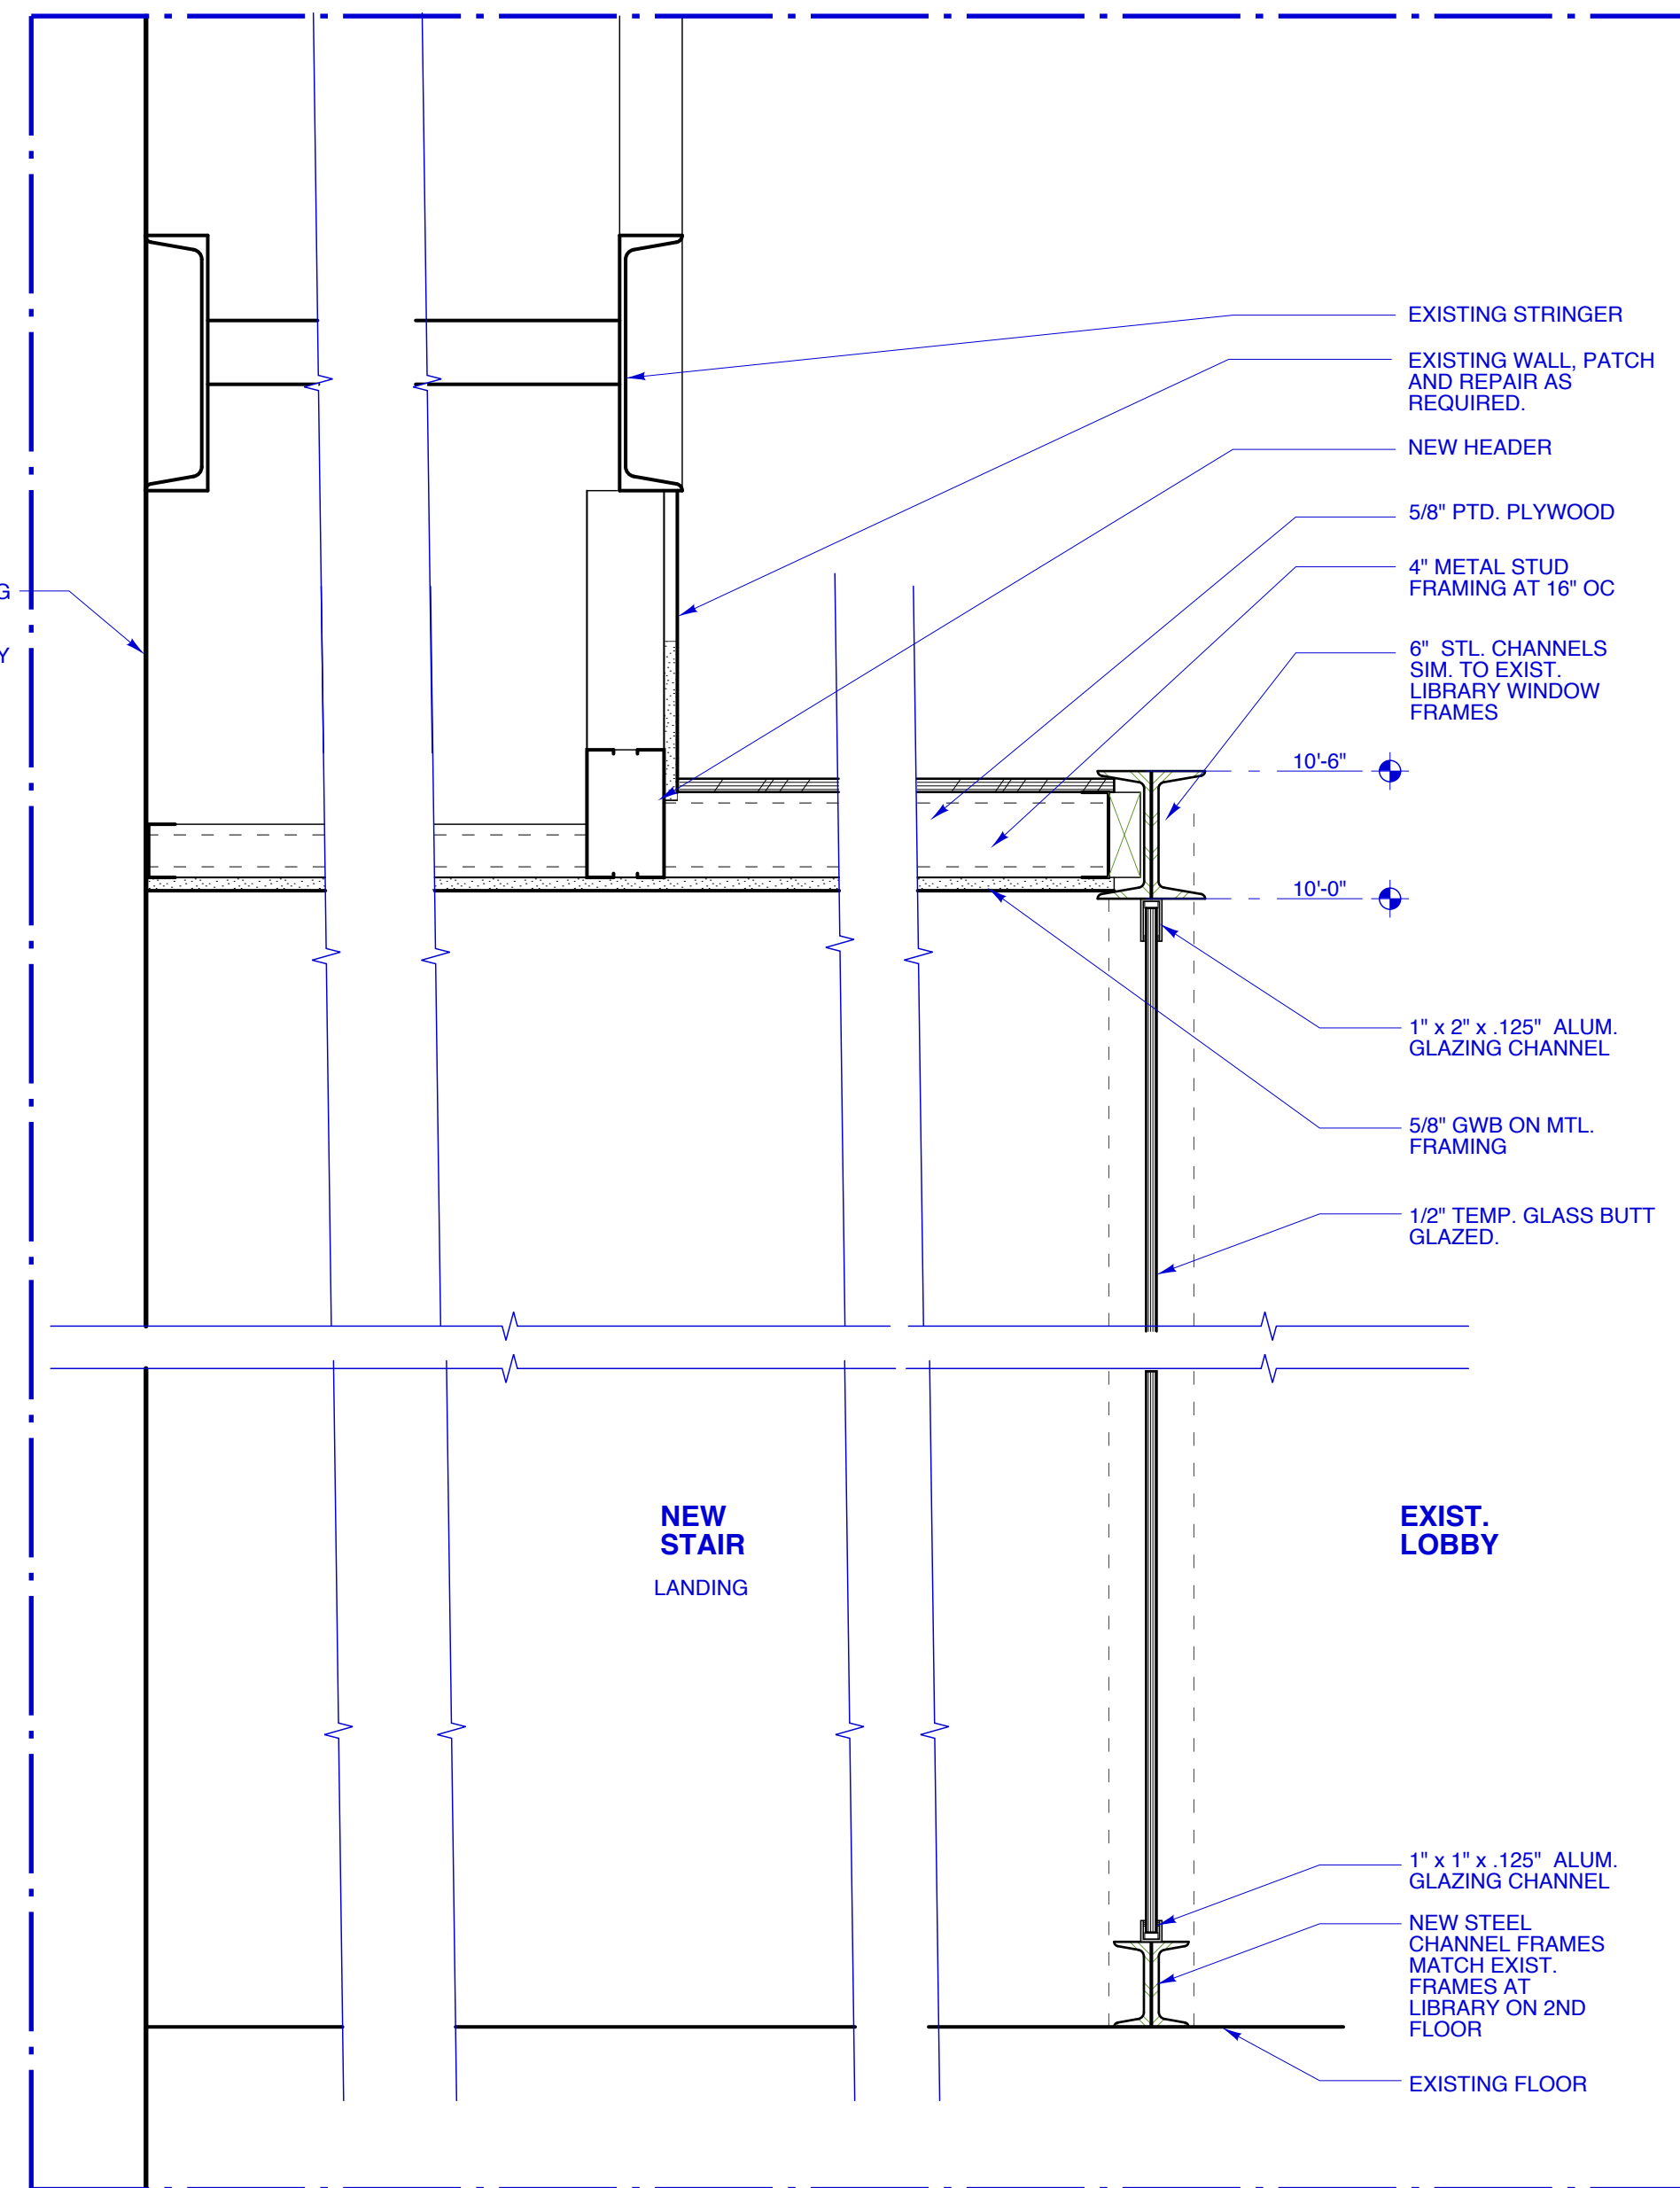 EXISTING STRINGER
EXISTING WALL, PATCH
AND REPAIR AS
REQUIRED.
NEW HEADER
5/8" PTD. PLYWOOD
4" METAL STUD
FRAMING AT 16" OC
6" STL. CHANNELS
SIM. TO EXIST.
LIBRARY WINDOW
FRAMES
10'-6"
10'-0"
1" x 2" x .125" ALUM.
GLAZING CHANNEL
5/8" GWB ON MTL.
FRAMING
1/2" TEMP. GLASS BUTT
GLAZED.
NEW
STAIR
LANDING
EXIST.
LOBBY
1" x 1" x .125" ALUM.
GLAZING CHANNEL
NEW STEEL
CHANNEL FRAMES
MATCH EXIST.
FRAMES AT
LIBRARY ON 2ND
FLOOR
EXISTING FLOOR